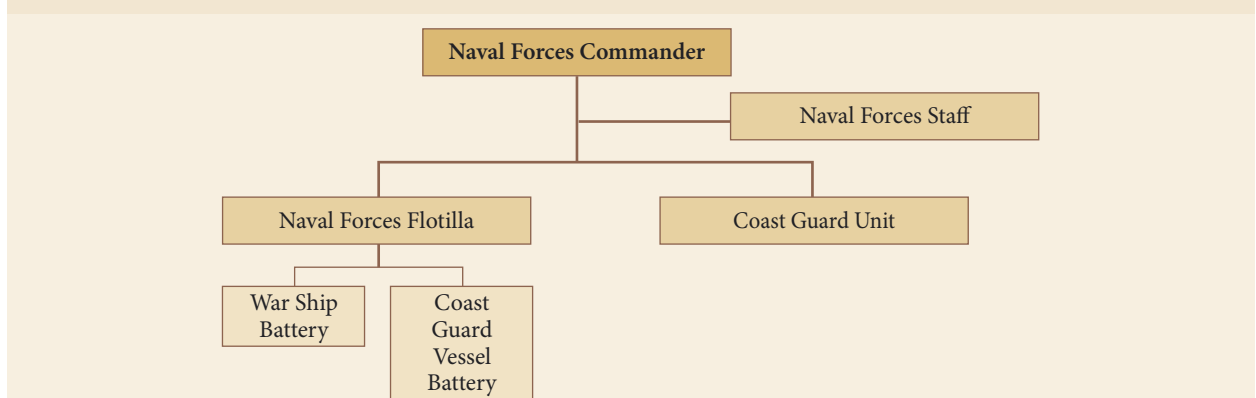 Naval Forces Commander
Naval Forces Staff
Naval Forces Flotilla
Coast Guard Unit
War Ship
Battery
Coast
Guard
Vessel
Battery